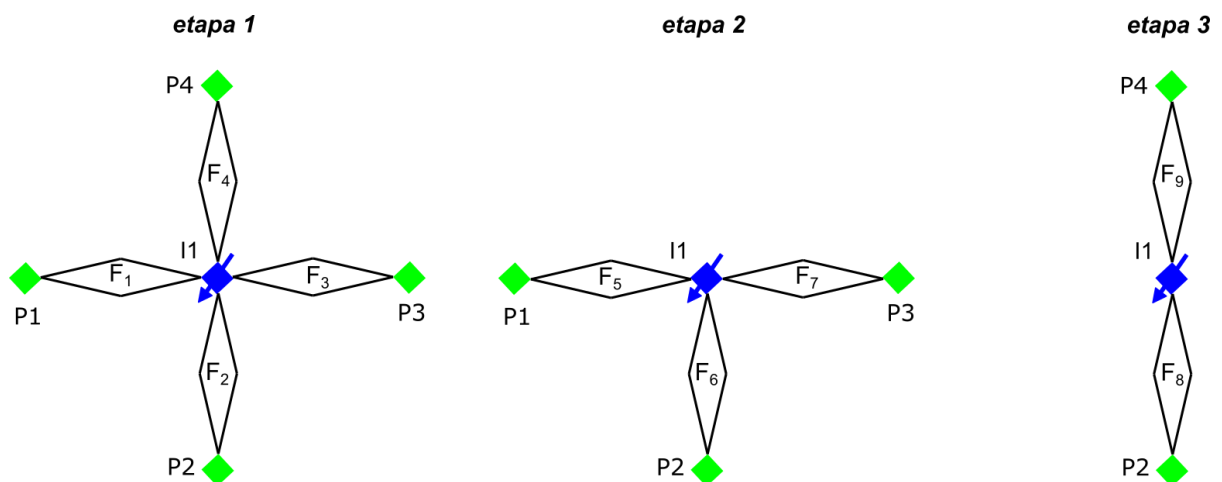 etapa 1
etapa 2
etapa 3
P4
P4
F₄
F₉
I1
I1
I1
F₁
F₃
F₅
F₇
P1
P3
P1
P3
F₂
F₆
F₈
P2
P2
P2